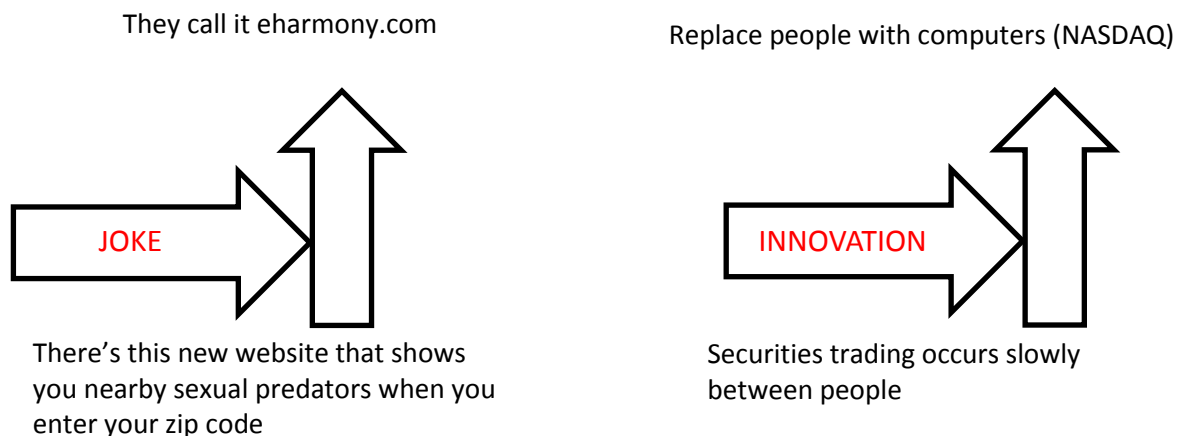 They call it eharmony.com
Replace people with computers (NASDAQ)
JOKE
INNOVATION
There’s this new website that shows
you nearby sexual predators when you
enter your zip code
Securities trading occurs slowly
between people